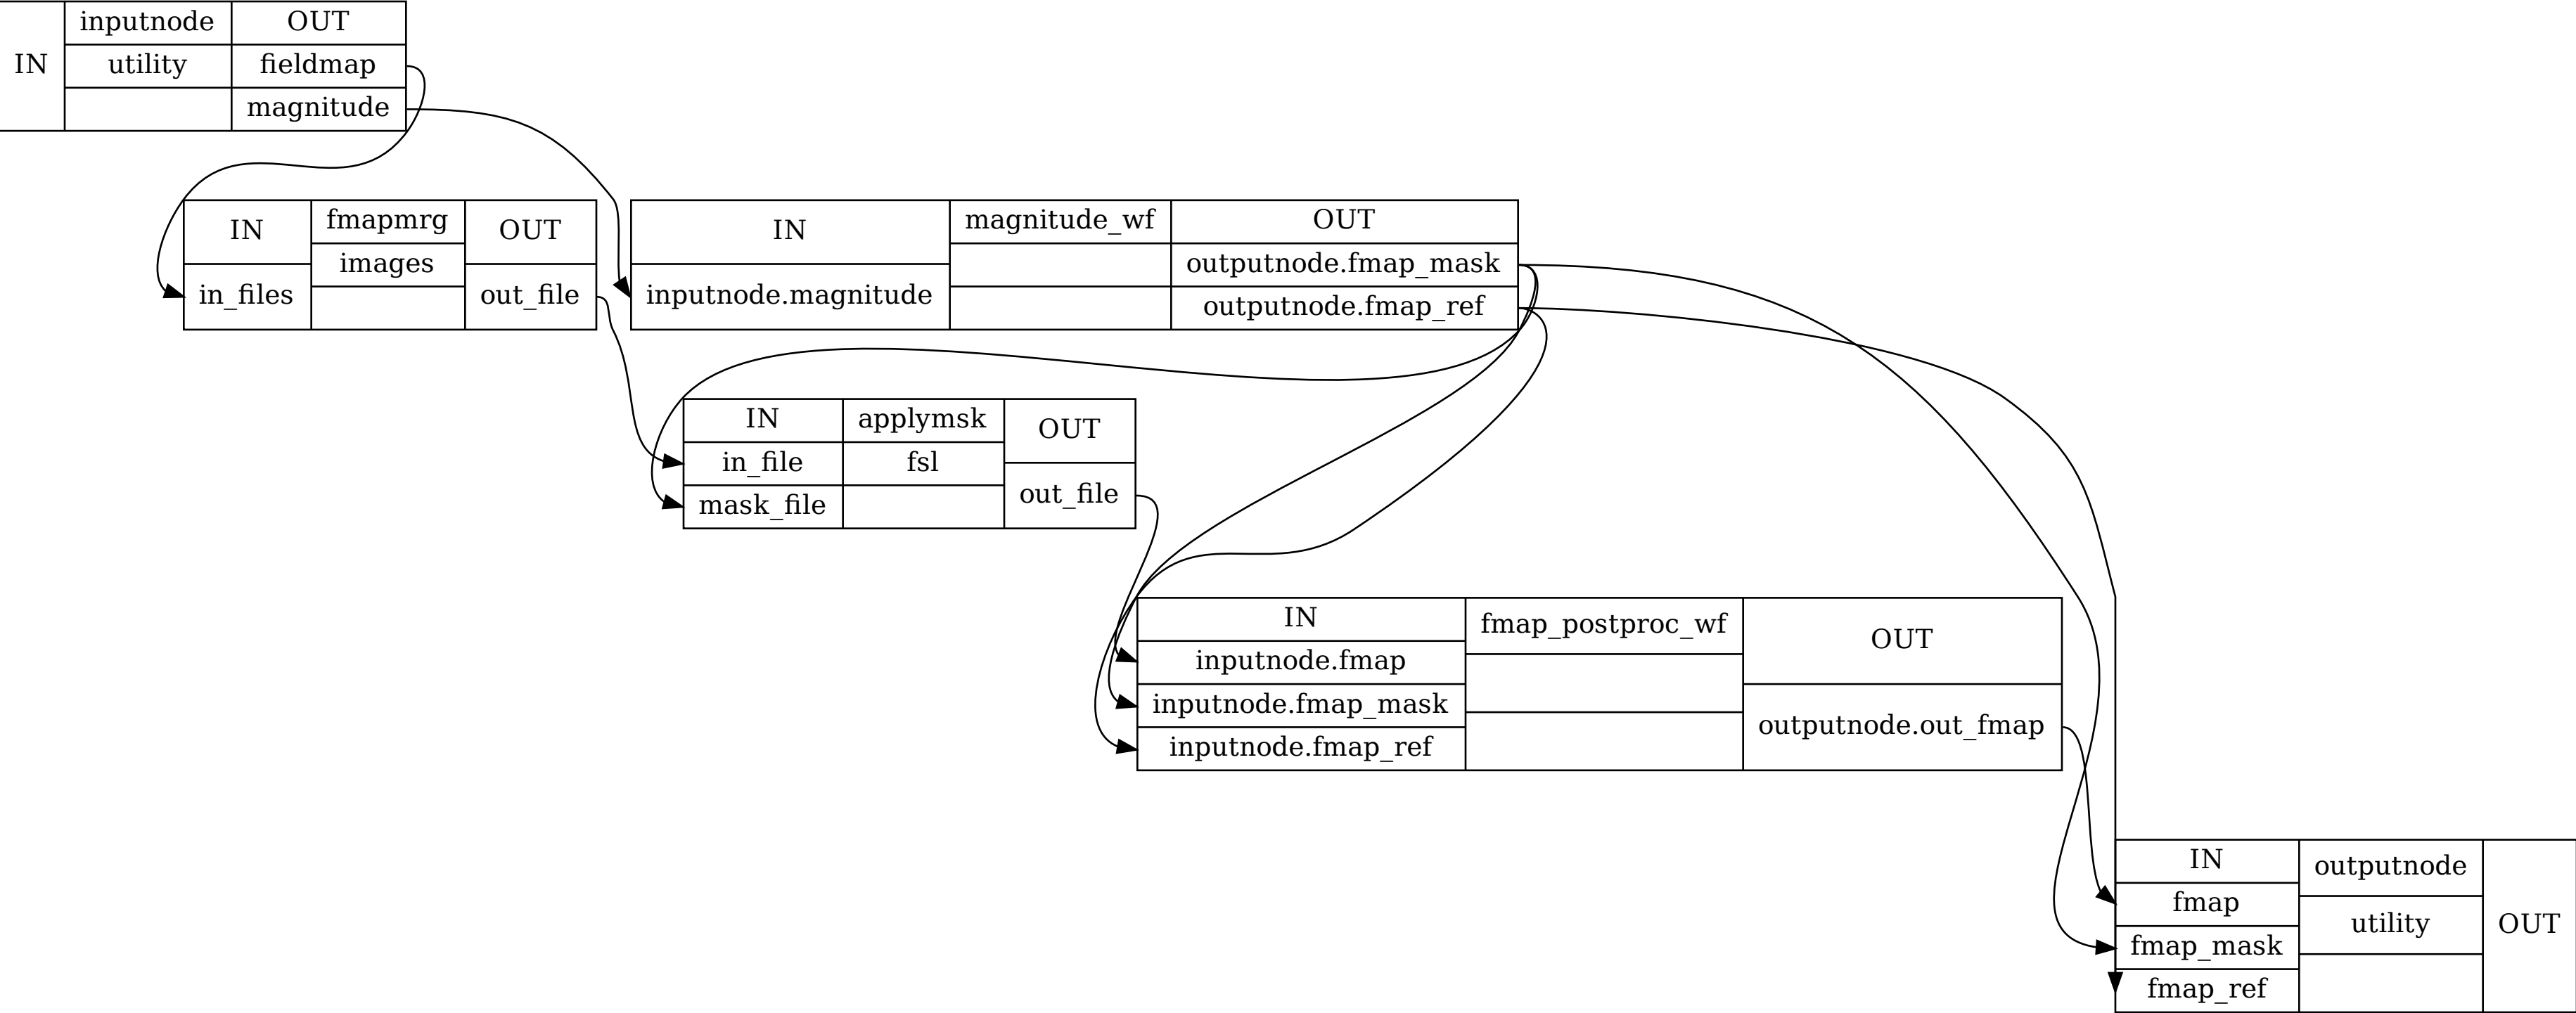 IN
inputnode
OUT
utility
fieldmap
magnitude
IN
fmapmrg
OUT
images
in_files
out_file
IN
magnitude_wf
OUT
outputnode.fmap_mask
inputnode.magnitude
outputnode.fmap_ref
IN
applymsk
OUT
in_file
fsl
mask_file
out_file
IN
fmap_postproc_wf
OUT
inputnode.fmap
inputnode.fmap_mask
outputnode.out_fmap
inputnode.fmap_ref
IN
outputnode
OUT
fmap
utility
fmap_mask
fmap_ref